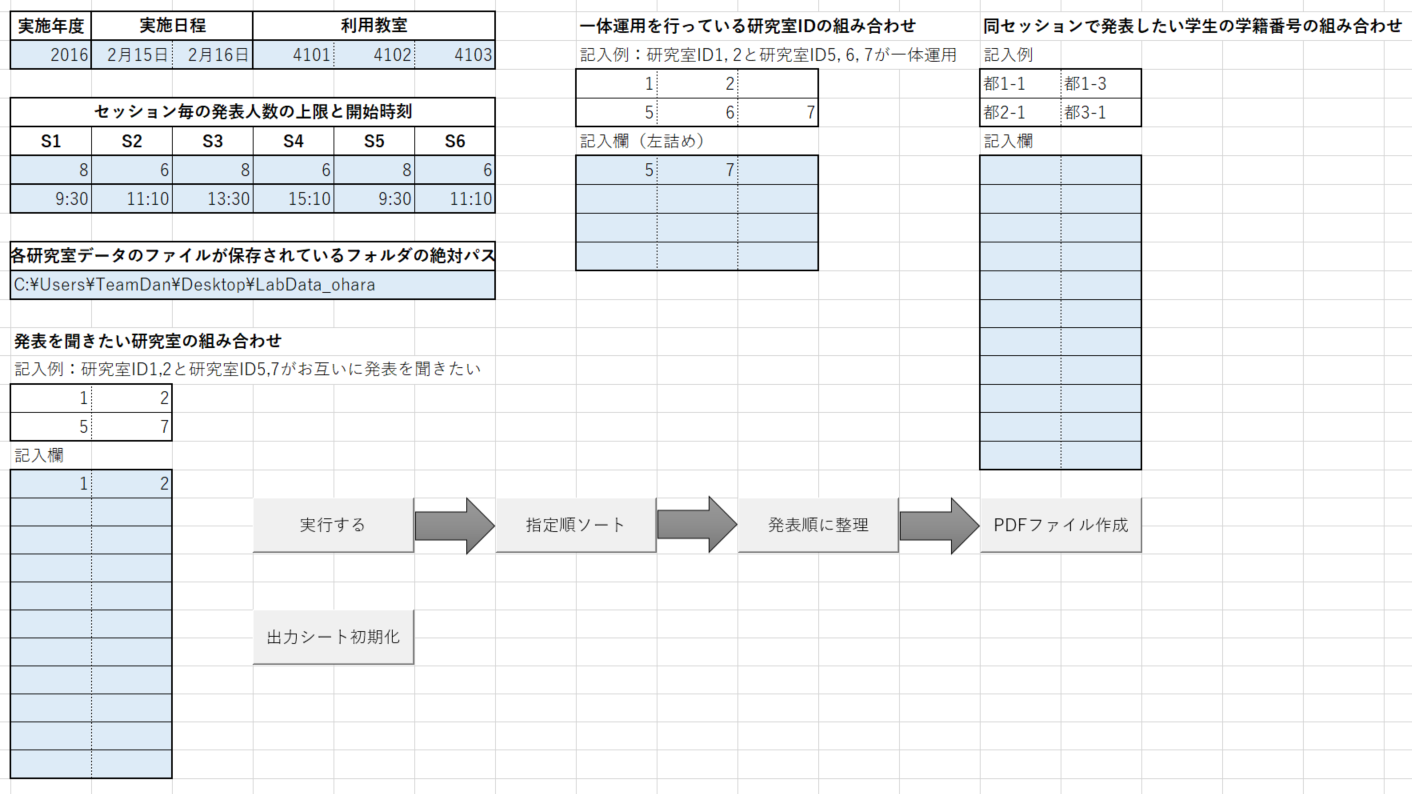 実施年度 実施日程 利用教室
2016 2月15日 2月16日 4101 4102 4103
セッション毎の発表人数の上限と開始時刻
S1 S2 S3 S4 S5 S6
8 6 8 6 8 6
9:30 11:10 13:30 15:10 9:30 11:10
各研究室データのファイルが保存されているフォルダの絶対パス
C:¥Users¥TeamDan¥Desktop¥LabData_ohara
発表を聞きたい研究室の組み合わせ
記入例：研究室ID1,2と研究室ID5,7がお互いに発表を聞きたい
1 2
5 7
記入欄
1 2
一体運用を行っている研究室IDの組み合わせ
記入例：研究室ID1, 2と研究室ID5, 6, 7が一体運用
1 2
5 6 7
記入欄（左詰め）
5 7
同セッションで発表したい学生の学籍番号の組み合わせ
記入例
都1-1 都1-3
都2-1 都3-1
記入欄
実行する 指定順ソート 発表順に整理 PDFファイル作成
出力シート初期化